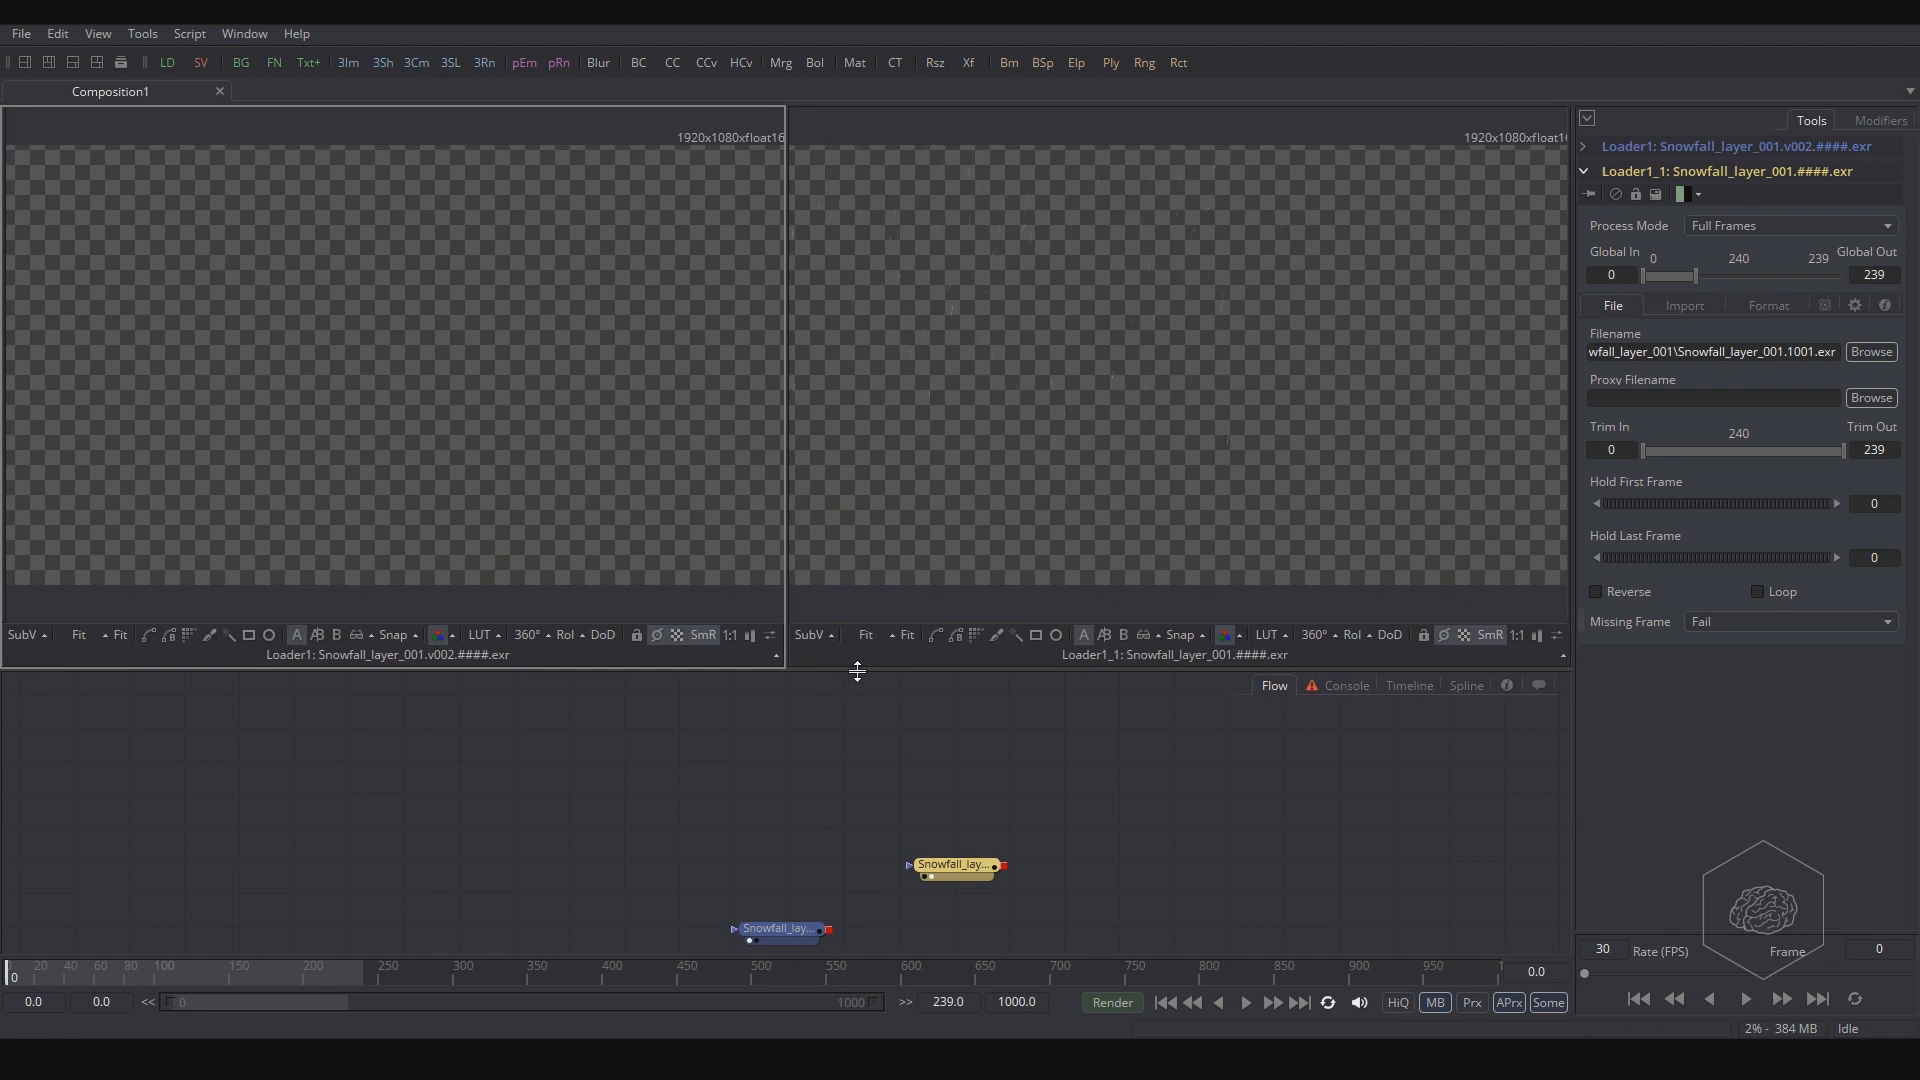 File Edit View Tools Script Window Help
LD SV BG FN Txt+ 3Im 3Sh 3Cm 3SL 3Rn pEm pRn Blur BC CC CCv HCv Mrg Bol Mat CT Rsz Xf Bm BSp Elp Ply Rng Rct
Composition1
1920x1080xfloat16
1920x1080xfloat1
Tools Modifiers
Loader1: Snowfall_layer_001.v002.####.exr
Loader1_1: Snowfall_layer_001.####.exr
Process Mode Full Frames
Global In 0 240 239 Global Out
0 239
File Import Format
Filename
wfall_layer_001\Snowfall_layer_001.1001.exr Browse
Proxy Filename
Browse
Trim In 240 Trim Out
0 239
Hold First Frame
0
Hold Last Frame
0
Reverse Loop
Missing Frame Fail
SubV Fit Fit A A/B B Snap LUT 360° RoI DoD SmR 1:1
Loader1: Snowfall_layer_001.v002.####.exr
SubV Fit Fit A A/B B Snap LUT 360° RoI DoD SmR 1:1
Loader1_1: Snowfall_layer_001.####.exr
Flow Console Timeline Spline
Snowfall_lay...
Snowfall_lay...
0 20 40 60 80 100 150 200 250 300 350 400 450 500 550 600 650 700 750 800 850 900 950 1
0 0.0
0.0 0.0 << 0 1000 >> 239.0 1000.0 Render HiQ MB Prx APrx Some
30 Rate (FPS) Frame 0
2% - 384 MB Idle